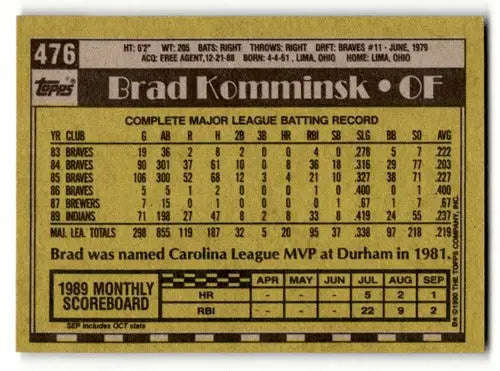 476
HT: 6'2" WT: 205 BATS: RIGHT THROWS: RIGHT DRFT: BRAVES #11 - JUNE, 1979
ACQ: FREE AGENT, 12-21-88 BORN: 4-4-61, LIMA, OHIO HOME: LIMA, OHIO
Topps
Brad Komminsk • OF
COMPLETE MAJOR LEAGUE BATTING RECORD
YR CLUB G AB R H 2B 3B HR RBI SB SLG BB SO AVG
83 BRAVES 19 36 2 8 2 0 0 4 0 .278 5 7 .222
84 BRAVES 90 301 37 61 10 0 8 36 18 .316 29 77 .203
85 BRAVES 106 300 52 68 12 3 4 21 10 .327 38 71 .227
86 BRAVES 5 5 1 2 0 0 0 1 0 .400 0 1 .400
87 BREWERS 7 15 0 1 0 0 0 0 1 .67 1 7 .67
89 INDIANS 71 198 27 47 8 2 8 33 8 .419 24 55 .237
MAJ. LEA. TOTALS 298 855 119 187 32 5 20 95 37 .338 97 218 .219
Brad was named Carolina League MVP at Durham in 1981.
1989 MONTHLY SCOREBOARD
APR MAY JUN JUL AUG SEP
HR - - - 5 2 1
RBI - - - 22 9 2
SEP includes OCT stats
©1990 THE TOPPS COMPANY, INC.